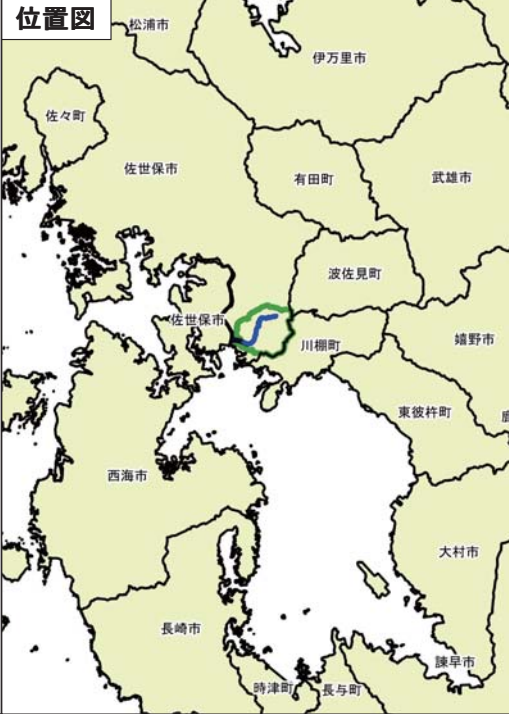 位置図
松浦市
伊万里市
佐々町
佐世保市
有田町
武雄市
波佐見町
佐世保市
川棚町
嬉野市
東彼杵町
西海市
大村市
長崎市
諫早市
時津町
長与町